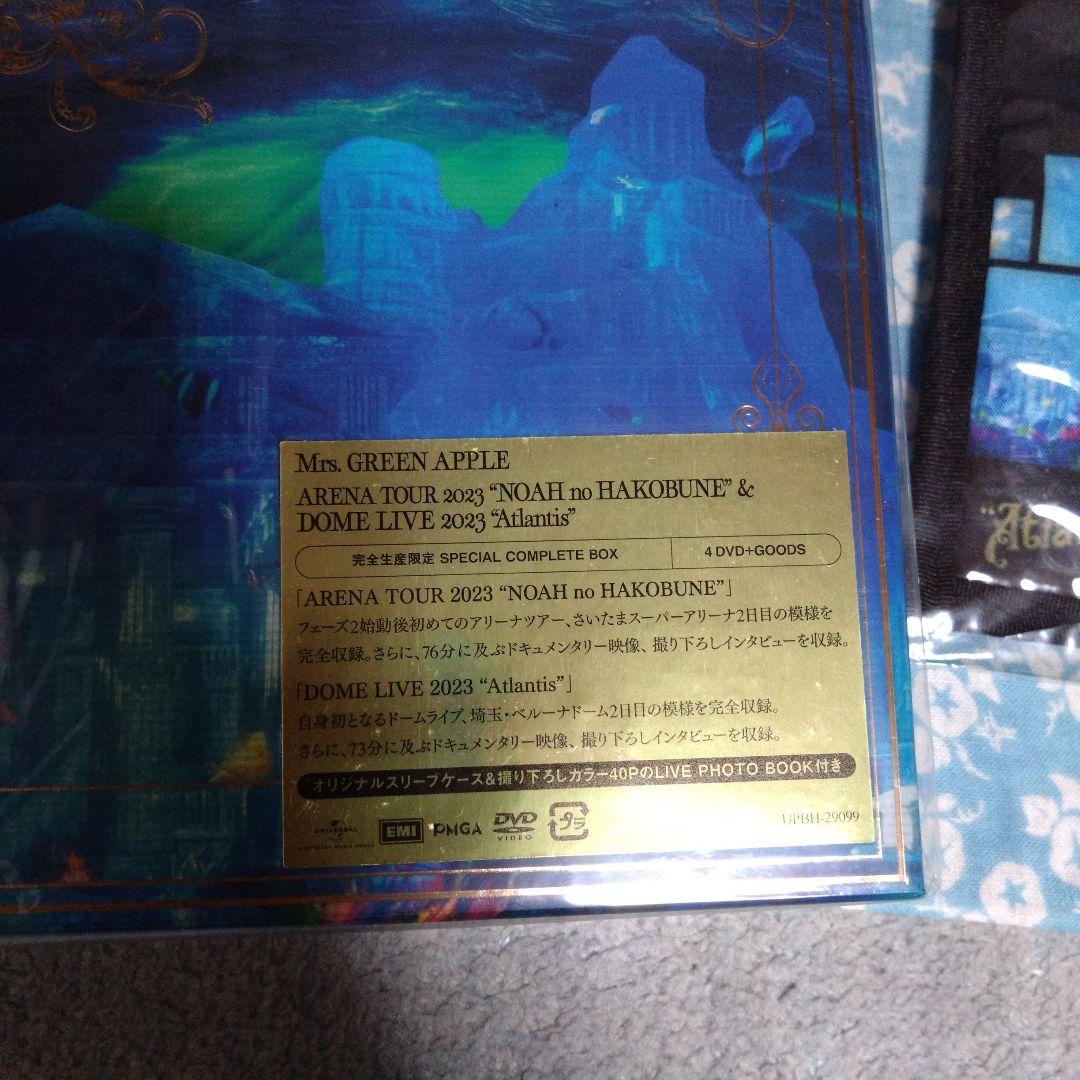 Mrs. GREEN APPLE
ARENA TOUR 2023 “NOAH no HAKOBUNE” &
DOME LIVE 2023 “Atlantis”
完全生産限定 SPECIAL COMPLETE BOX
4 DVD+GOODS
「ARENA TOUR 2023 “NOAH no HAKOBUNE”」
フェーズ2始動後初めてのアリーナツアー、さいたまスーパーアリーナ2日目の模様を
完全収録。さらに、76分に及ぶドキュメンタリー映像、撮り下ろしインタビューを収録。
「DOME LIVE 2023 “Atlantis”」
自身初となるドームライブ、埼玉・ベルーナドーム2日目の模様を完全収録。
さらに、73分に及ぶドキュメンタリー映像、撮り下ろしインタビューを収録。
オリジナルスリーブケース&撮り下ろしカラー40PのLIVE PHOTO BOOK付き
UNIVERSAL
EMI
PMGA
DVD
VIDEO
プラ
UPBH-29099
“Atla